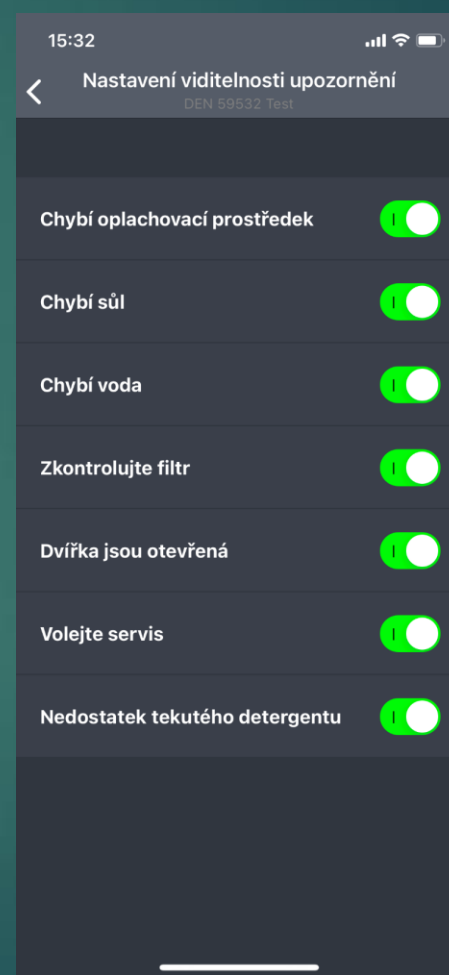 15:32
Nastavení viditelnosti upozornění
DEN 59532 Test
Chybí oplachovací prostředek
Chybí sůl
Chybí voda
Zkontrolujte filtr
Dvířka jsou otevřená
Volejte servis
Nedostatek tekutého detergentu